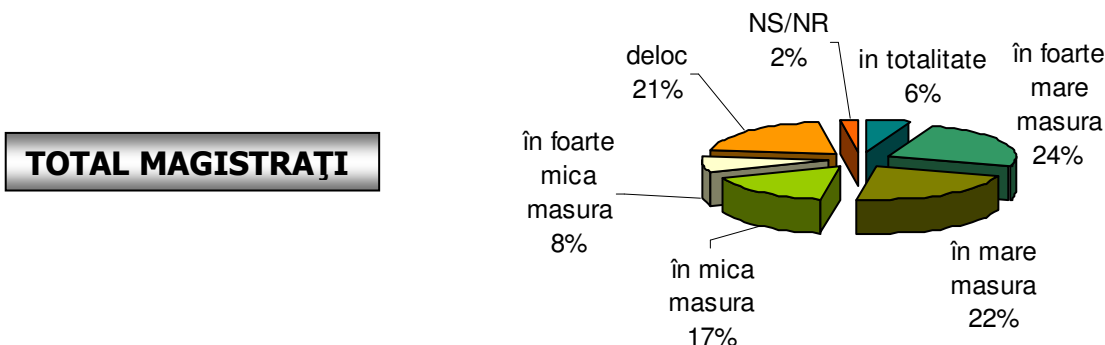 TOTAL MAGISTRAŢI
NS/NR
2%
in totalitate
6%
în foarte
mare
masura
24%
în mare
masura
22%
în mica
masura
17%
în foarte
mica
masura
8%
deloc
21%